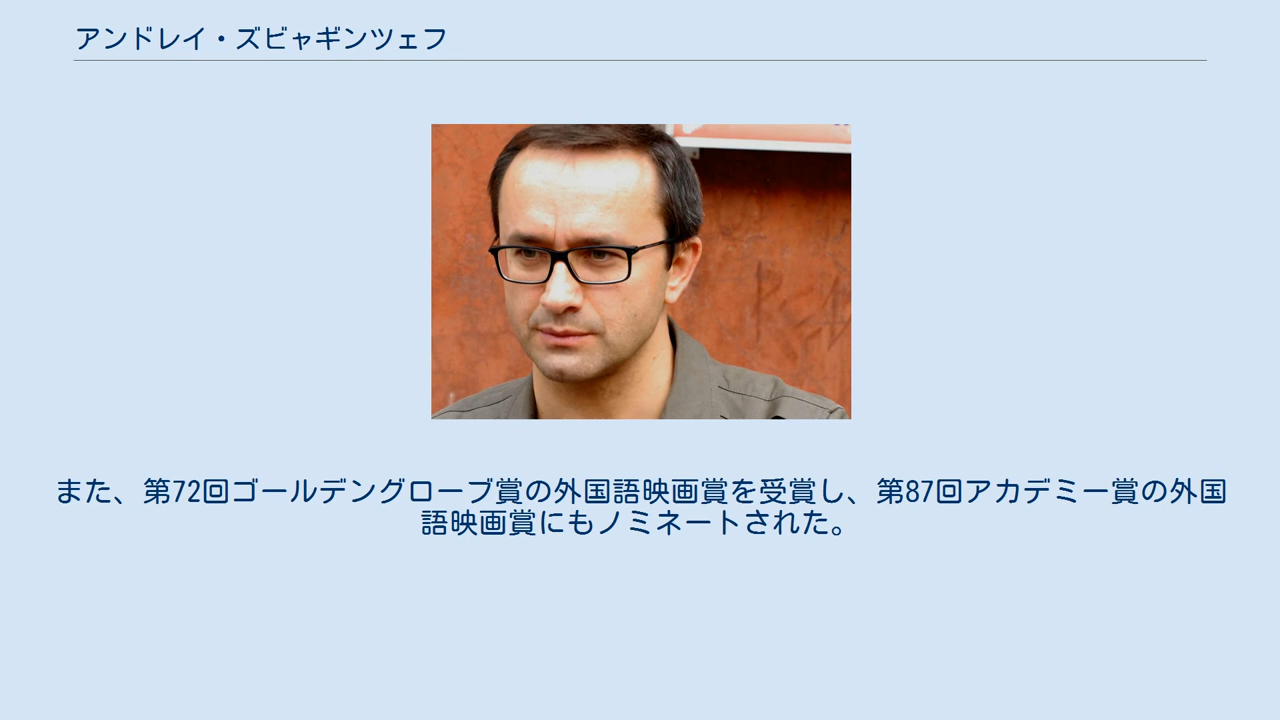 アンドレイ・ズビャギンツェフ
また、第72回ゴールデングローブ賞の外国語映画賞を受賞し、第87回アカデミー賞の外国
語映画賞にもノミネートされた。